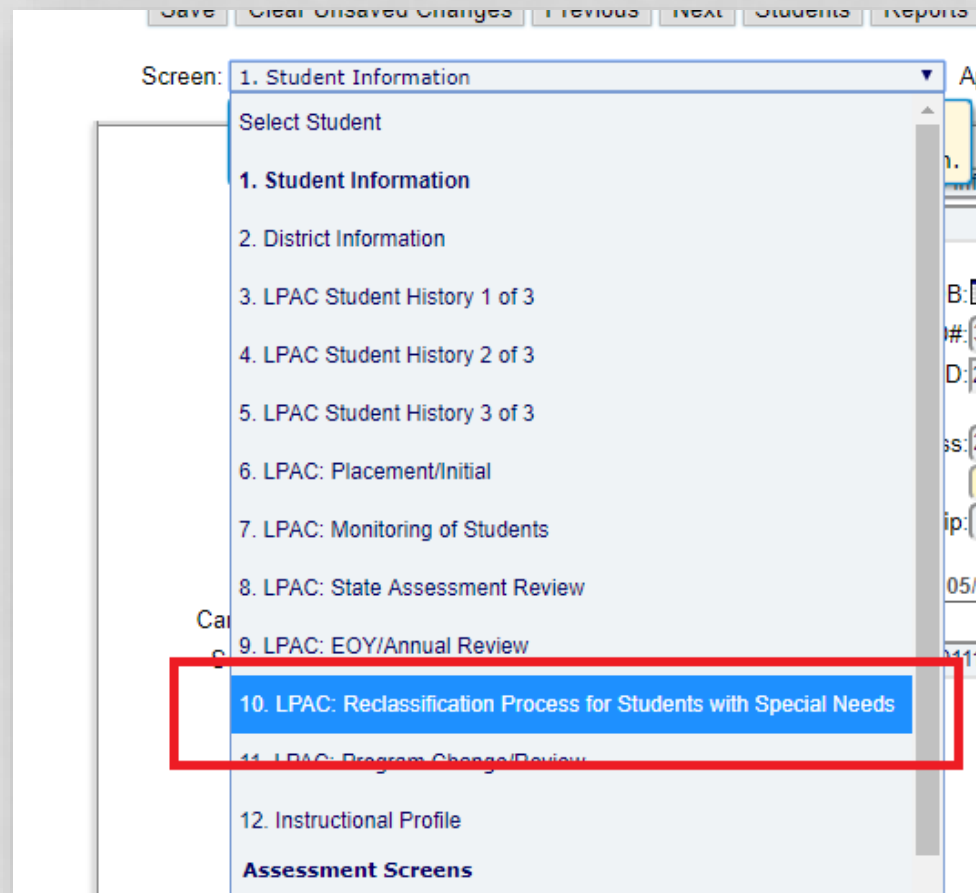 Save Clear Unsaved Changes Previous Next Students Reports
Screen: 1. Student Information
Select Student
1. Student Information
2. District Information
3. LPAC Student History 1 of 3
4. LPAC Student History 2 of 3
5. LPAC Student History 3 of 3
6. LPAC: Placement/Initial
7. LPAC: Monitoring of Students
8. LPAC: State Assessment Review
9. LPAC: EOY/Annual Review
10. LPAC: Reclassification Process for Students with Special Needs
11. LPAC: Program Change/Review
12. Instructional Profile
Assessment Screens